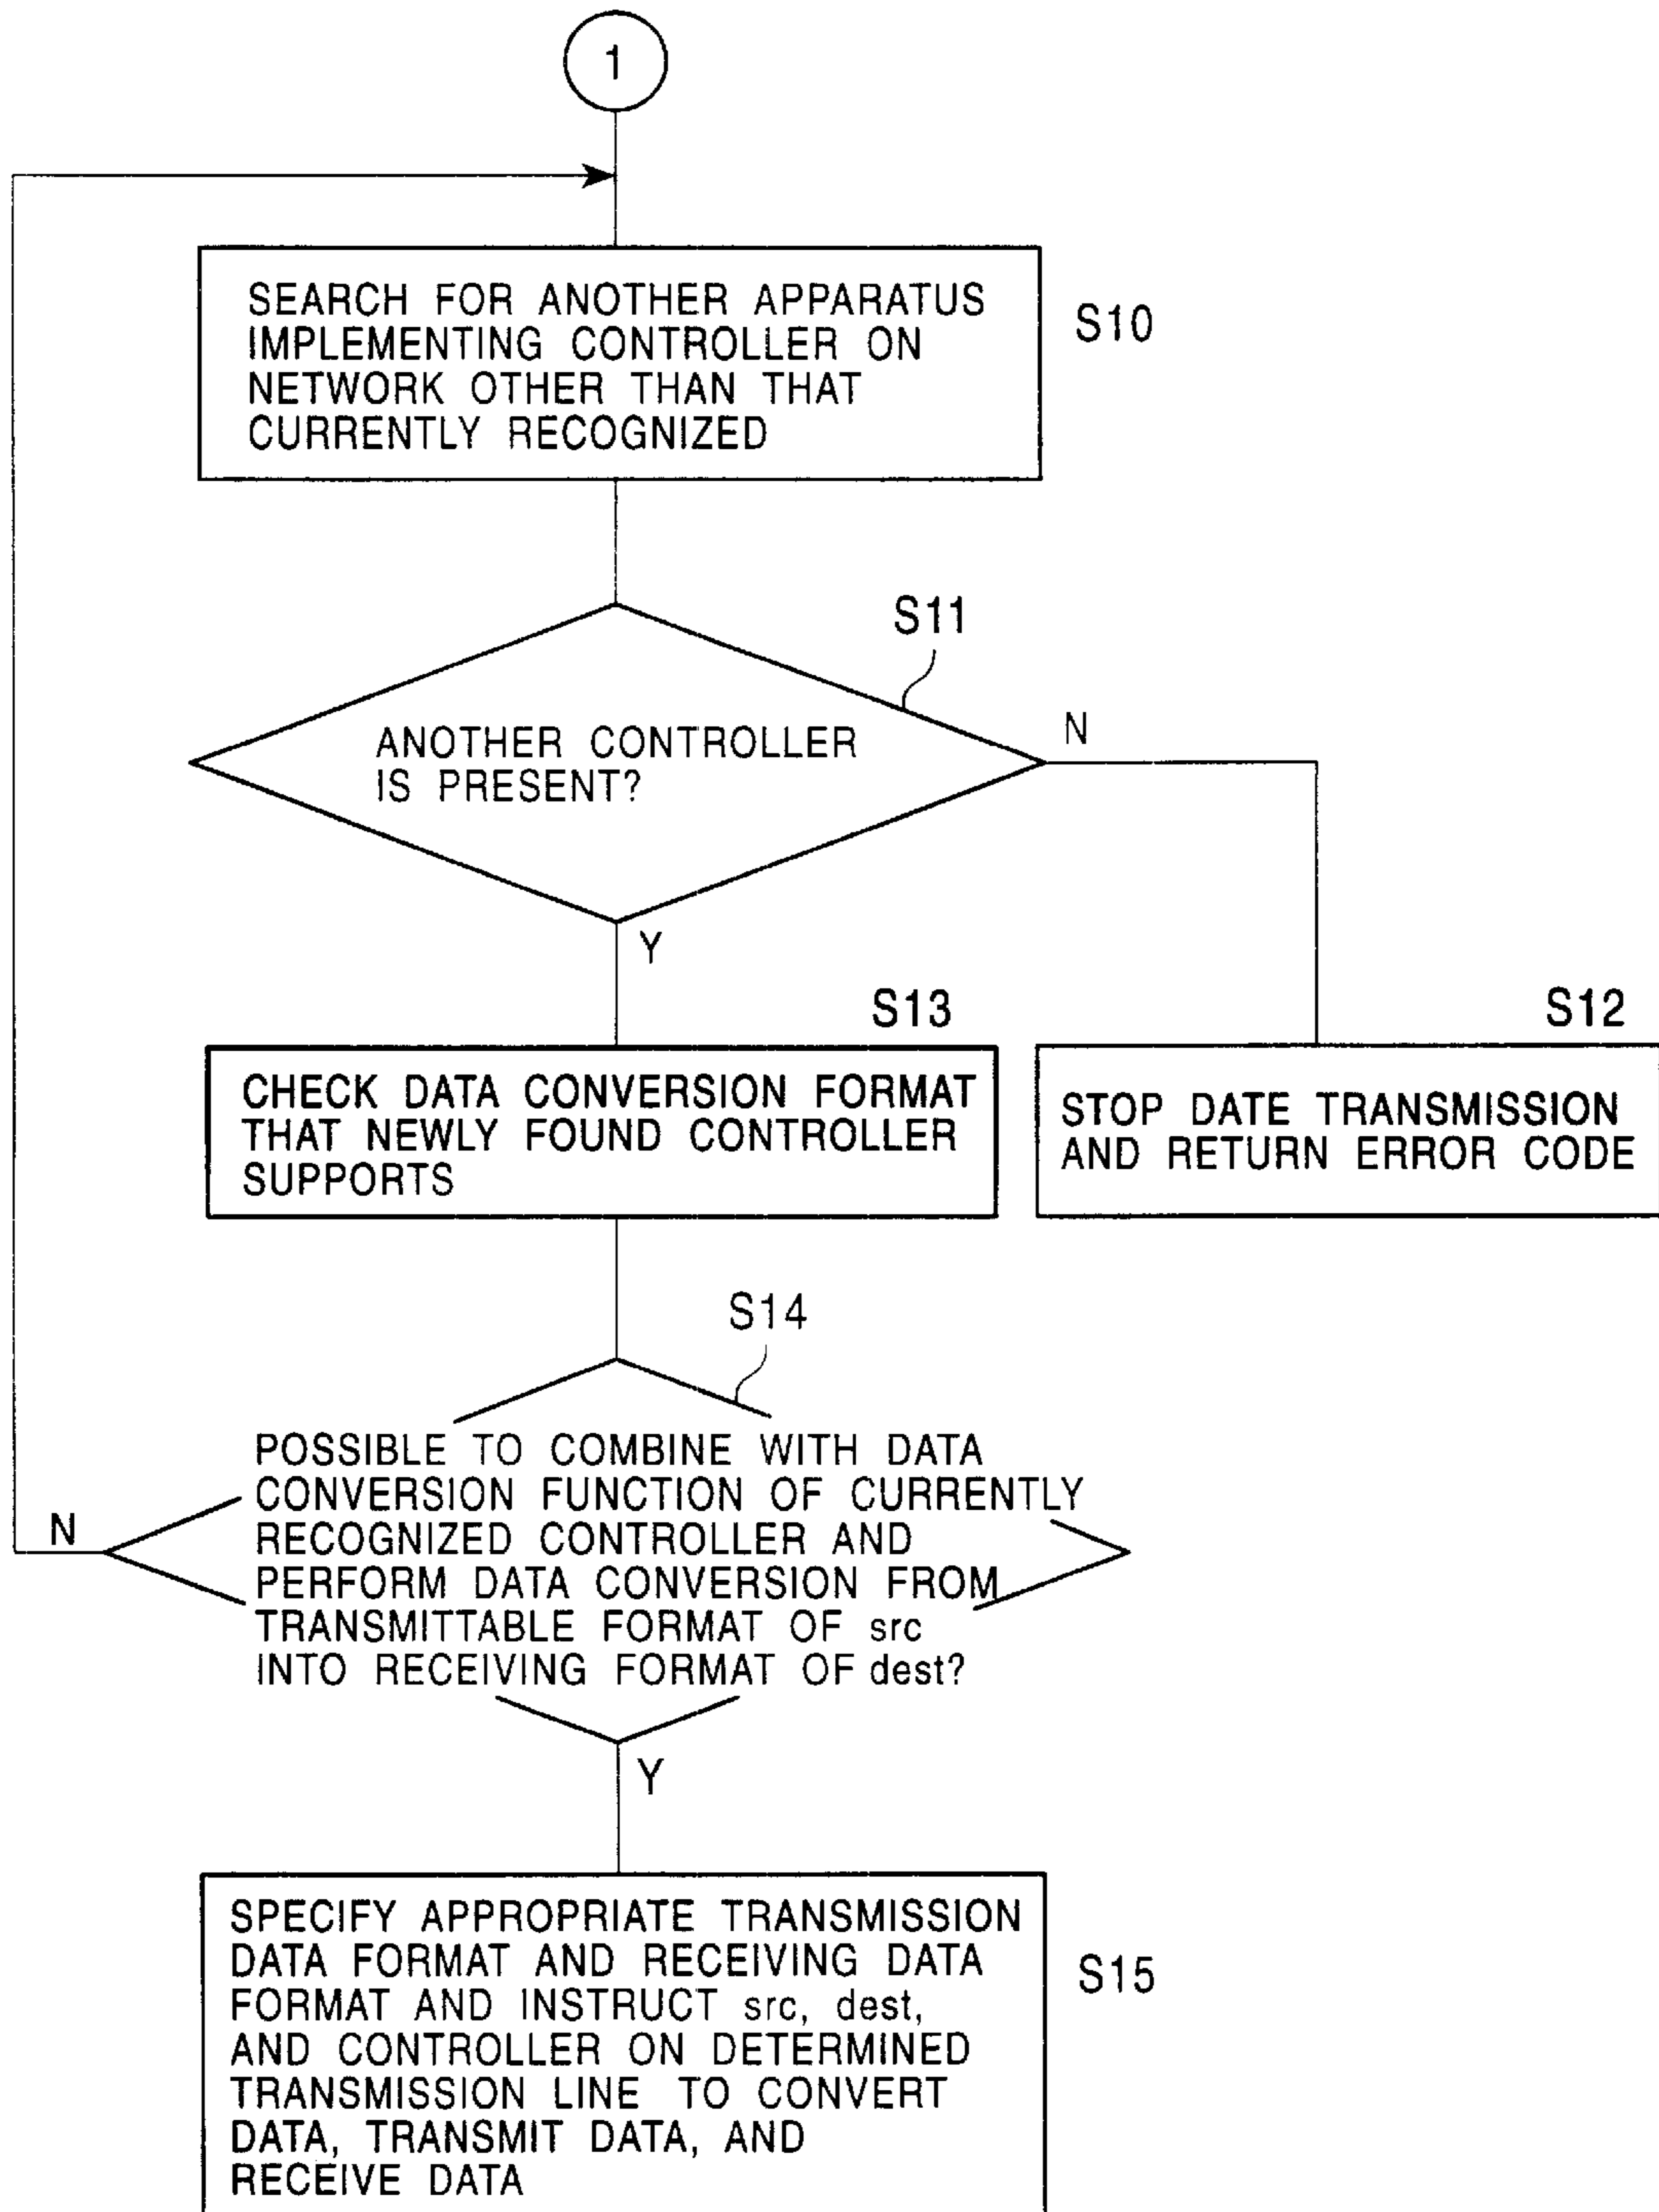 1
SEARCH FOR ANOTHER APPARATUS
IMPLEMENTING CONTROLLER ON
NETWORK OTHER THAN THAT
CURRENTLY RECOGNIZED
S10
S11
ANOTHER CONTROLLER
IS PRESENT?
N
Y
S13
CHECK DATA CONVERSION FORMAT
THAT NEWLY FOUND CONTROLLER
SUPPORTS
S12
STOP DATE TRANSMISSION
AND RETURN ERROR CODE
S14
POSSIBLE TO COMBINE WITH DATA
CONVERSION FUNCTION OF CURRENTLY
RECOGNIZED CONTROLLER AND
PERFORM DATA CONVERSION FROM
TRANSMITTABLE FORMAT OF src
INTO RECEIVING FORMAT OF dest?
N
Y
SPECIFY APPROPRIATE TRANSMISSION
DATA FORMAT AND RECEIVING DATA
FORMAT AND INSTRUCT src, dest,
AND CONTROLLER ON DETERMINED
TRANSMISSION LINE TO CONVERT
DATA, TRANSMIT DATA, AND
RECEIVE DATA
S15